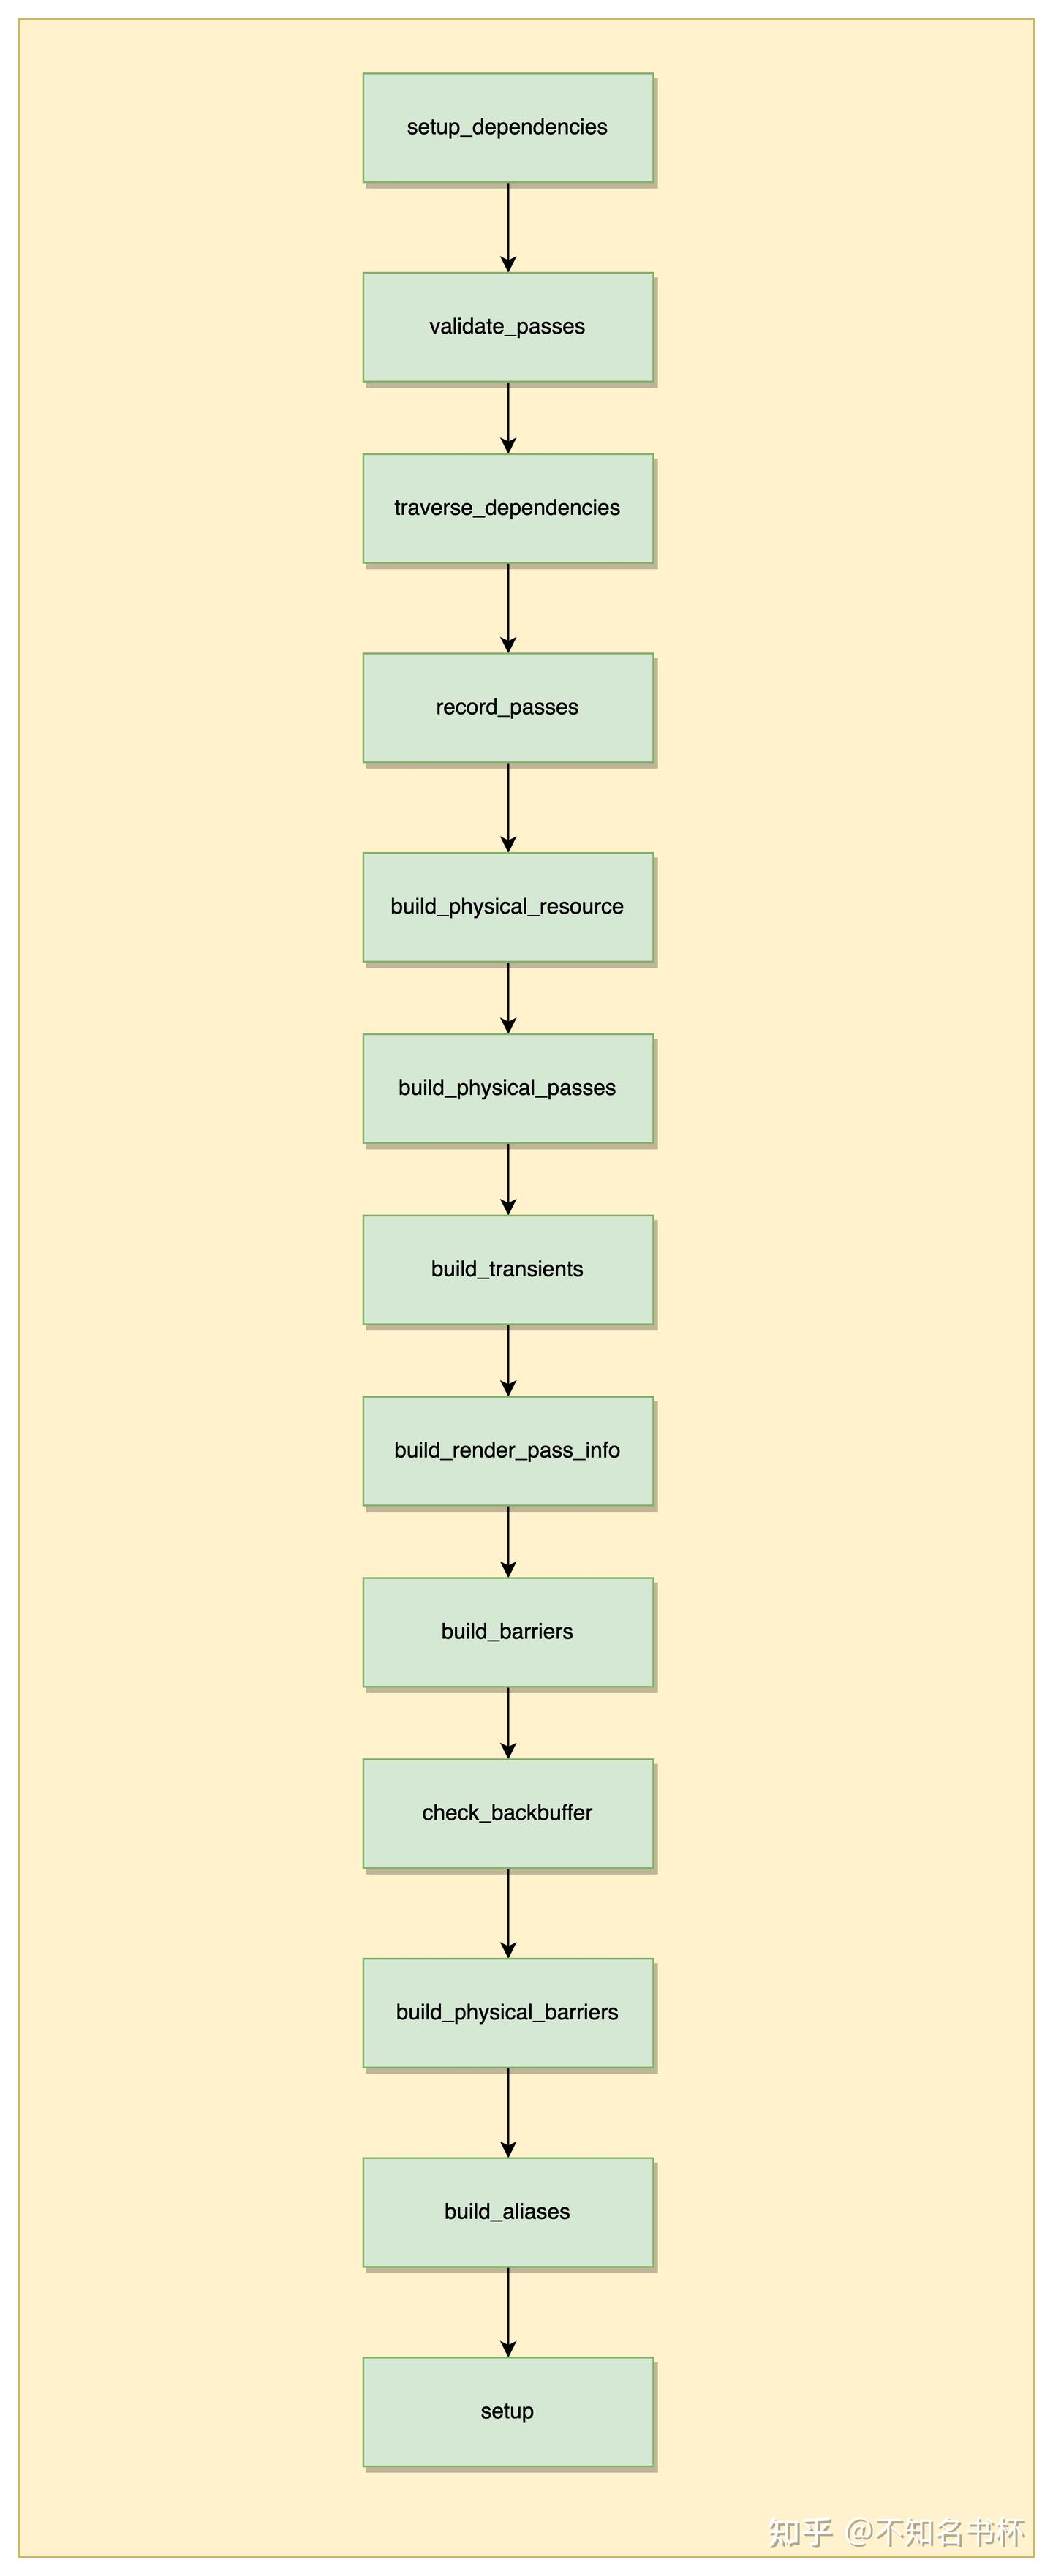 setup_dependencies
validate_passes
traverse_dependencies
record_passes
build_physical_resource
build_physical_passes
build_transients
build_render_pass_info
build_barriers
check_backbuffer
build_physical_barriers
build_aliases
setup
知乎 @不知名书杯